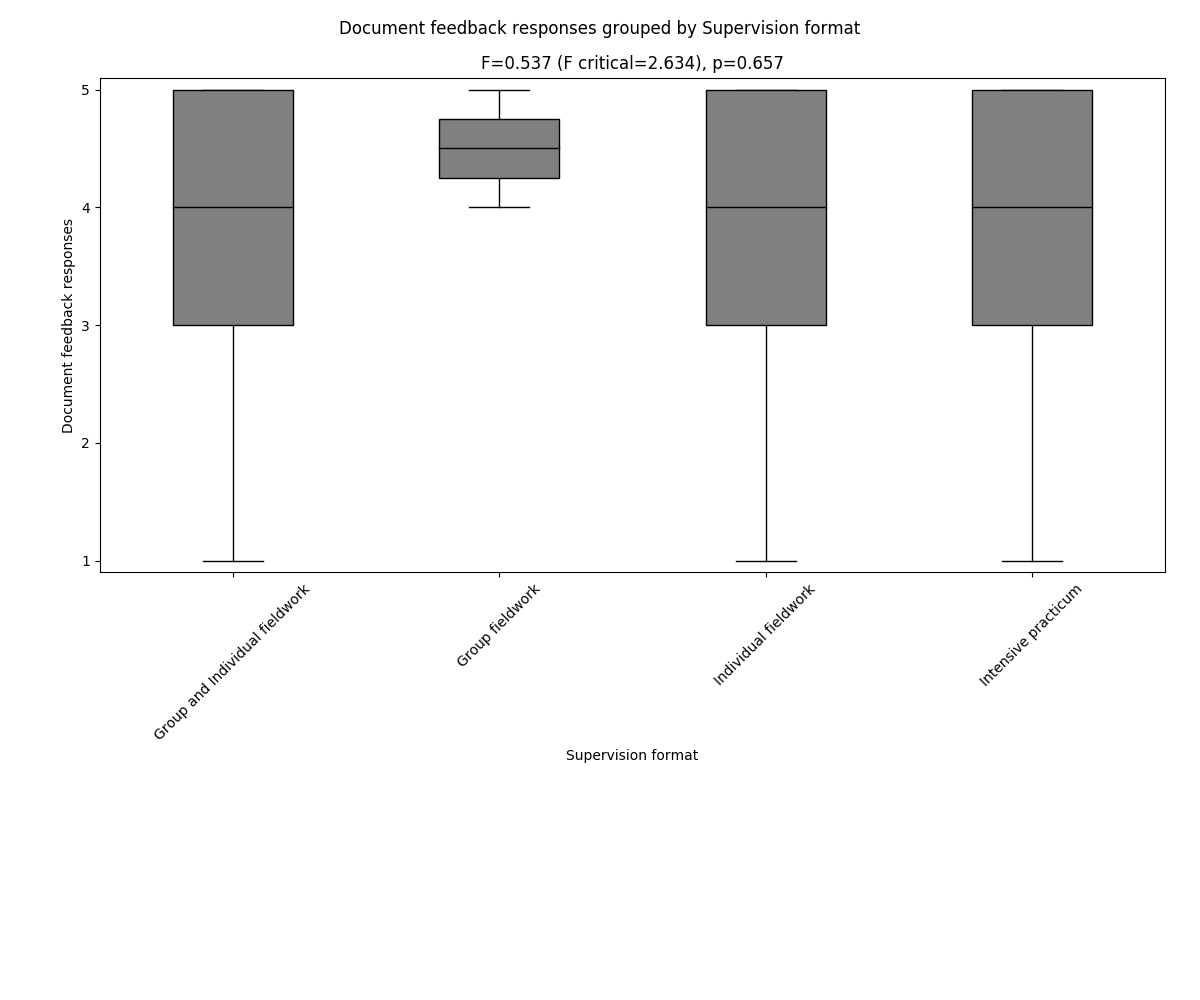 Document feedback responses grouped by Supervision format
F=0.537 (F critical=2.634), p=0.657
Document feedback responses
5
4
3
2
1
Group and Individual fieldwork
Group fieldwork
Individual fieldwork
Intensive practicum
Supervision format